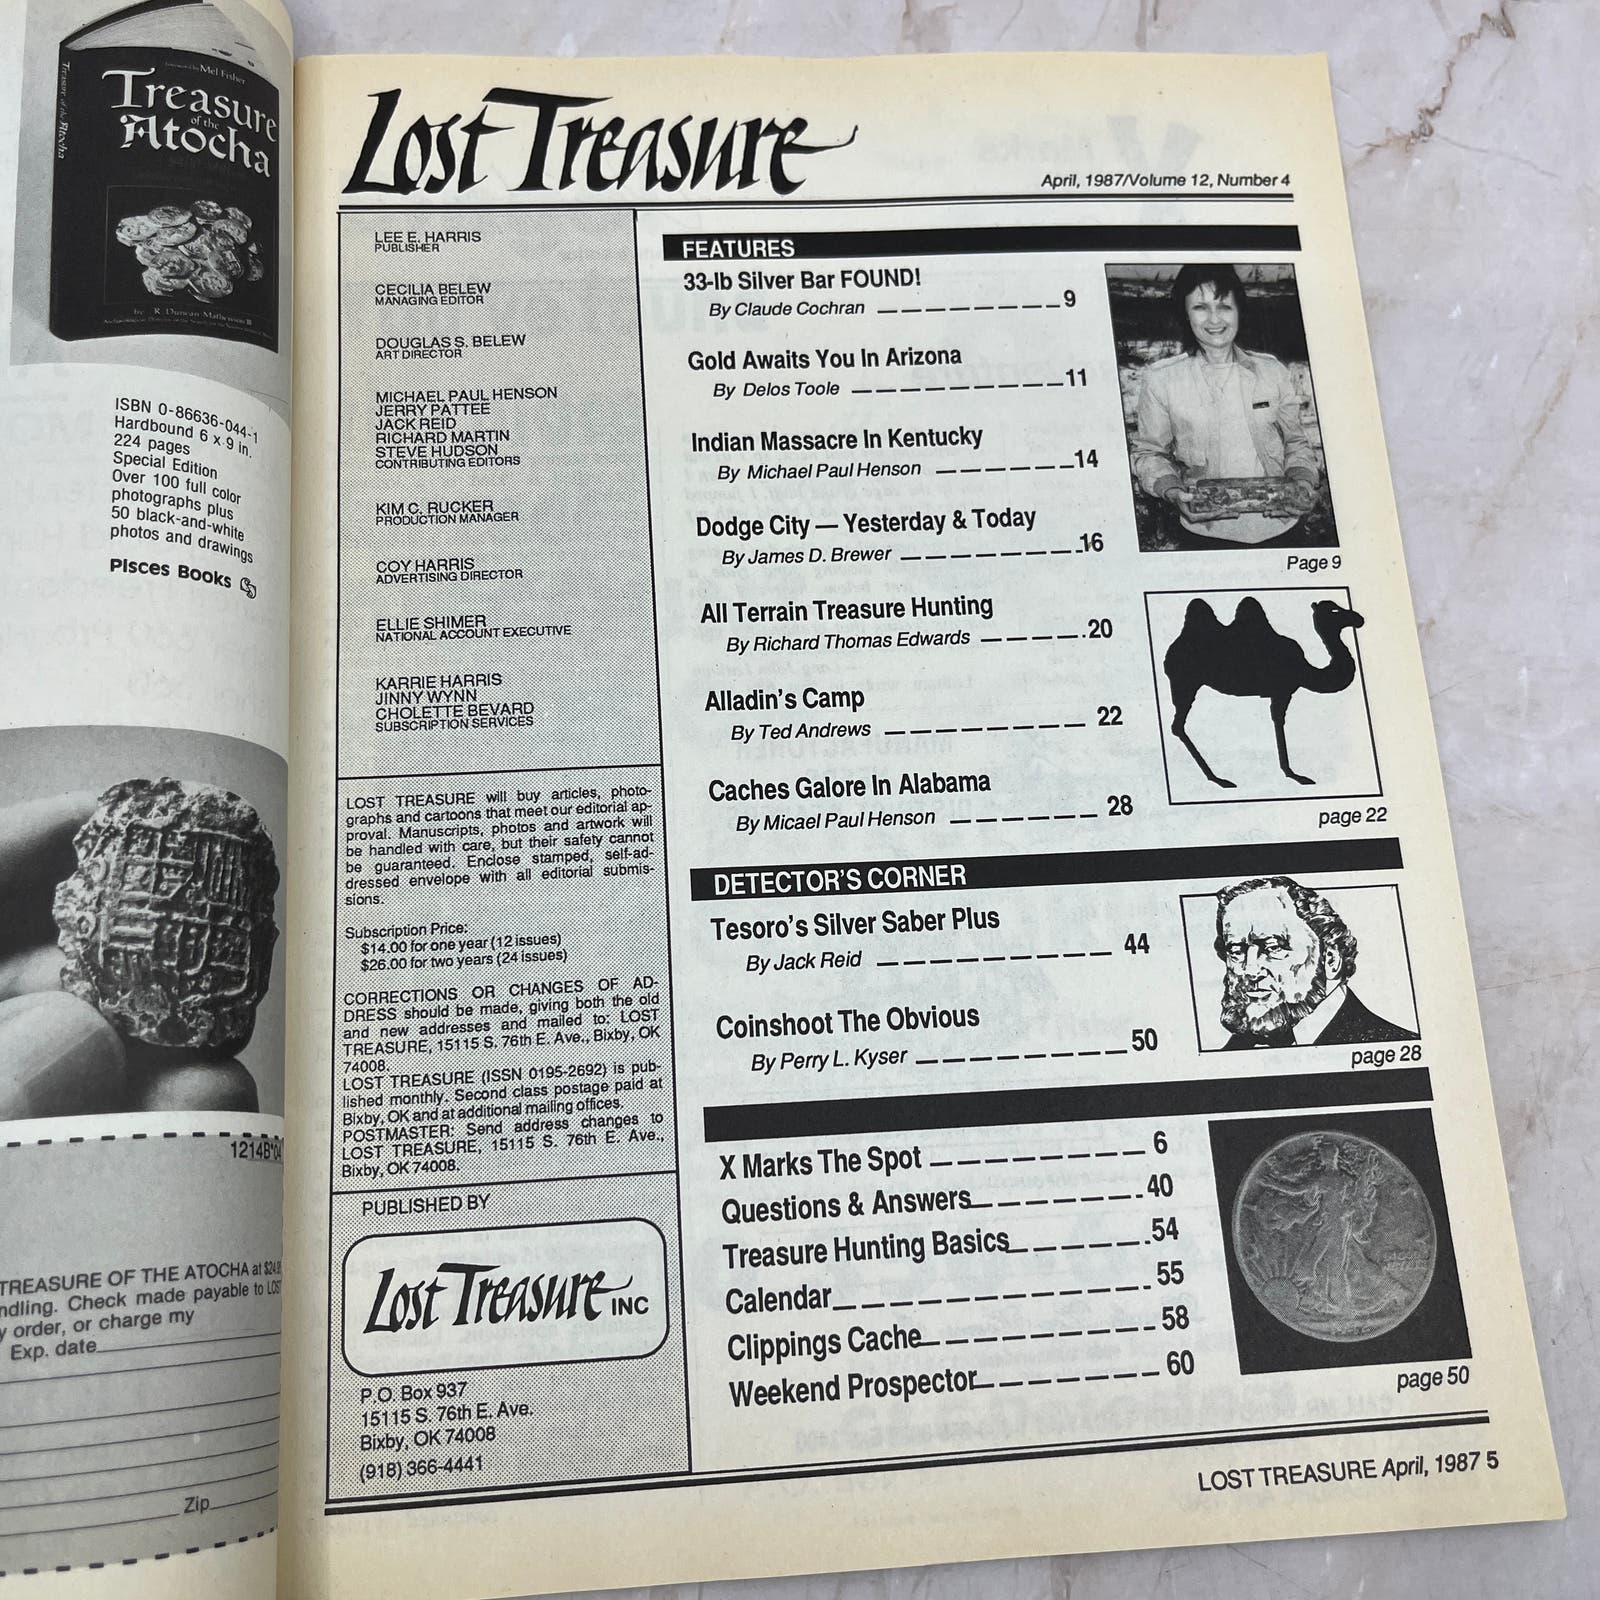 Treasure of the Atocha
foreword by Mel Fisher
Treasure
of the
Atocha
by R. Duncan Mathewson III
ISBN 0-86636-044-1
Hardbound 6 x 9 in.
224 pages
Special Edition
Over 100 full color
photographs plus
50 black-and-white
photos and drawings
Pisces Books
1214B*04
TREASURE OF THE ATOCHA at
ndling. Check made payable to
y order, or charge my
Exp. date
Zip
Lost Treasure
April, 1987/Volume 12, Number 4
LEE E. HARRIS
PUBLISHER
CECILIA BELEW
MANAGING EDITOR
DOUGLAS S. BELEW
ART DIRECTOR
MICHAEL PAUL HENSON
JERRY PATTEE
JACK REID
RICHARD MARTIN
STEVE HUDSON
CONTRIBUTING EDITORS
KIM C. RUCKER
PRODUCTION MANAGER
COY HARRIS
ADVERTISING DIRECTOR
ELLIE SHIMER
NATIONAL ACCOUNT EXECUTIVE
KARRIE HARRIS
JINNY WYNN
CHOLETTE BEVARD
SUBSCRIPTION SERVICES
LOST TREASURE will buy articles, photo-
graphs and cartoons that meet our editorial ap-
proval. Manuscripts, photos and artwork will
be handled with care, but their safety cannot
be guaranteed. Enclose stamped, self-ad-
dressed envelope with all editorial submis-
sions.
Subscription Price:
$14.00 for one year (12 issues)
$26.00 for two years (24 issues)
CORRECTIONS OR CHANGES OF AD-
DRESS should be made, giving both the old
and new addresses and mailed to: LOST
TREASURE, 15115 S. 76th E. Ave., Bixby, OK
74008.
LOST TREASURE (ISSN 0195-2692) is pub-
lished monthly. Second class postage paid at
Bixby, OK and at additional mailing offices.
POSTMASTER: Send address changes to
LOST TREASURE, 15115 S. 76th E. Ave.,
Bixby, OK 74008.
PUBLISHED BY
Lost Treasure INC
P.O. Box 937
15115 S. 76th E. Ave.
Bixby, OK 74008
(918) 366-4441
FEATURES
33-lb Silver Bar FOUND!
By Claude Cochran 9
Gold Awaits You In Arizona
By Delos Toole 11
Indian Massacre In Kentucky
By Michael Paul Henson 14
Dodge City — Yesterday & Today
By James D. Brewer 16
All Terrain Treasure Hunting
By Richard Thomas Edwards 20
Alladin's Camp
By Ted Andrews 22
Caches Galore In Alabama
By Micael Paul Henson 28
Page 9
page 22
DETECTOR'S CORNER
Tesoro's Silver Saber Plus
By Jack Reid 44
Coinshoot The Obvious
By Perry L. Kyser 50
page 28
X Marks The Spot 6
Questions & Answers 40
Treasure Hunting Basics 54
Calendar 55
Clippings Cache 58
Weekend Prospector 60
page 50
LOST TREASURE April, 1987 5